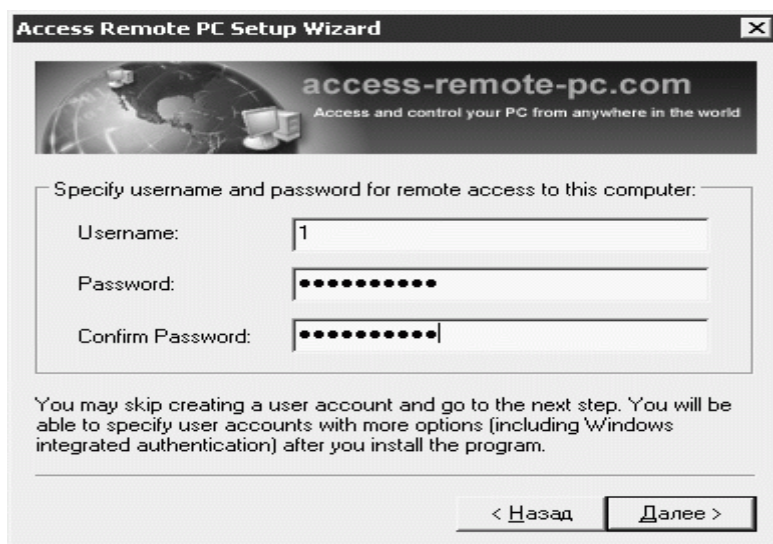 Access Remote PC Setup Wizard
access-remote-pc.com
Access and control your PC from anywhere in the world
Specify username and password for remote access to this computer:
Username:
1
Password:
●●●●●●●●●●
Confirm Password:
●●●●●●●●●●
You may skip creating a user account and go to the next step. You will be
able to specify user accounts with more options (including Windows
integrated authentication) after you install the program.
< Назад
Далее >